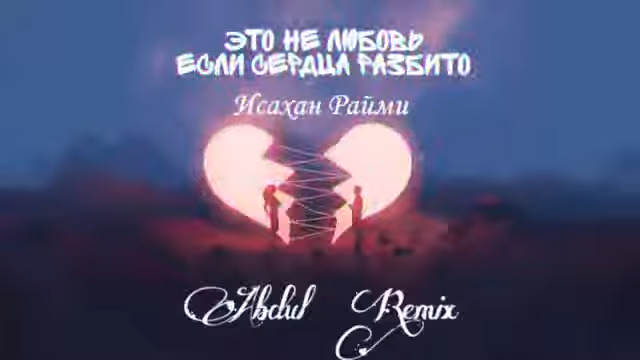 ЭТО НЕ ЛЮБОВЬ
ЕСЛИ СЕРДЦА РАЗБИТО
Исахан Райми
Abdul Remix